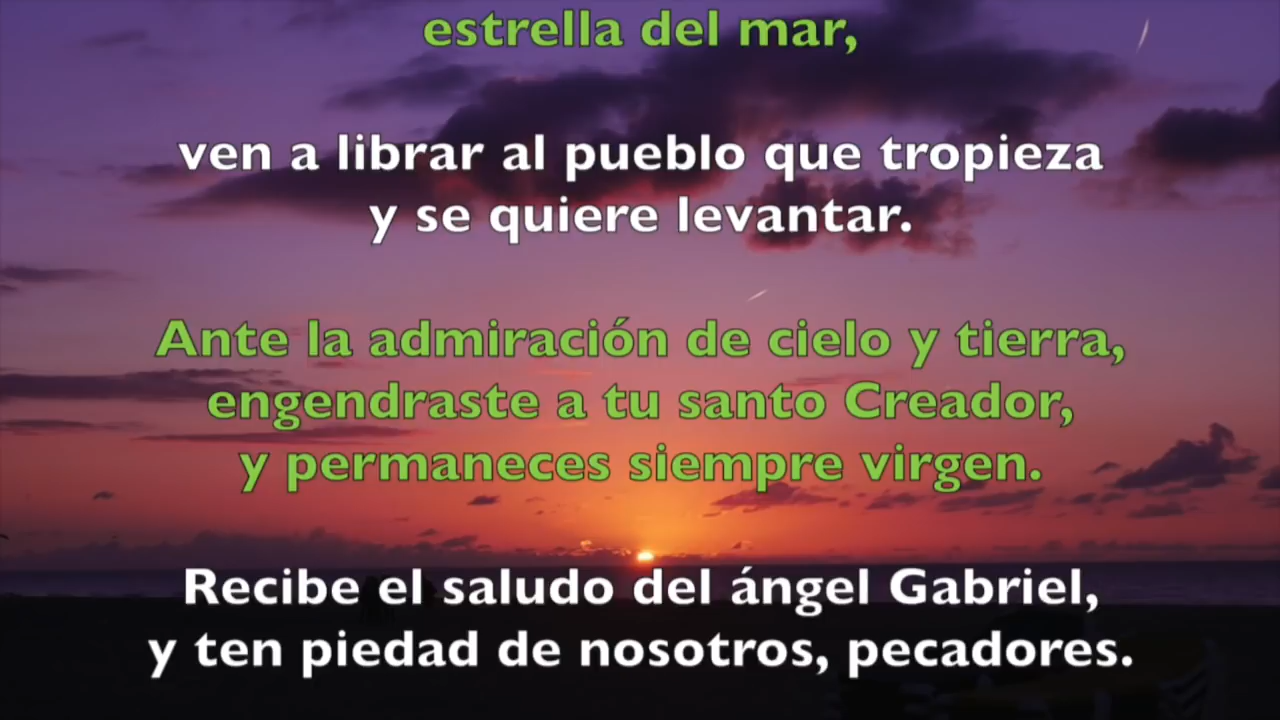 estrella del mar,
ven a librar al pueblo que tropieza
y se quiere levantar.
Ante la admiración de cielo y tierra,
engendraste a tu santo Creador,
y permaneces siempre virgen.
Recibe el saludo del ángel Gabriel,
y ten piedad de nosotros, pecadores.